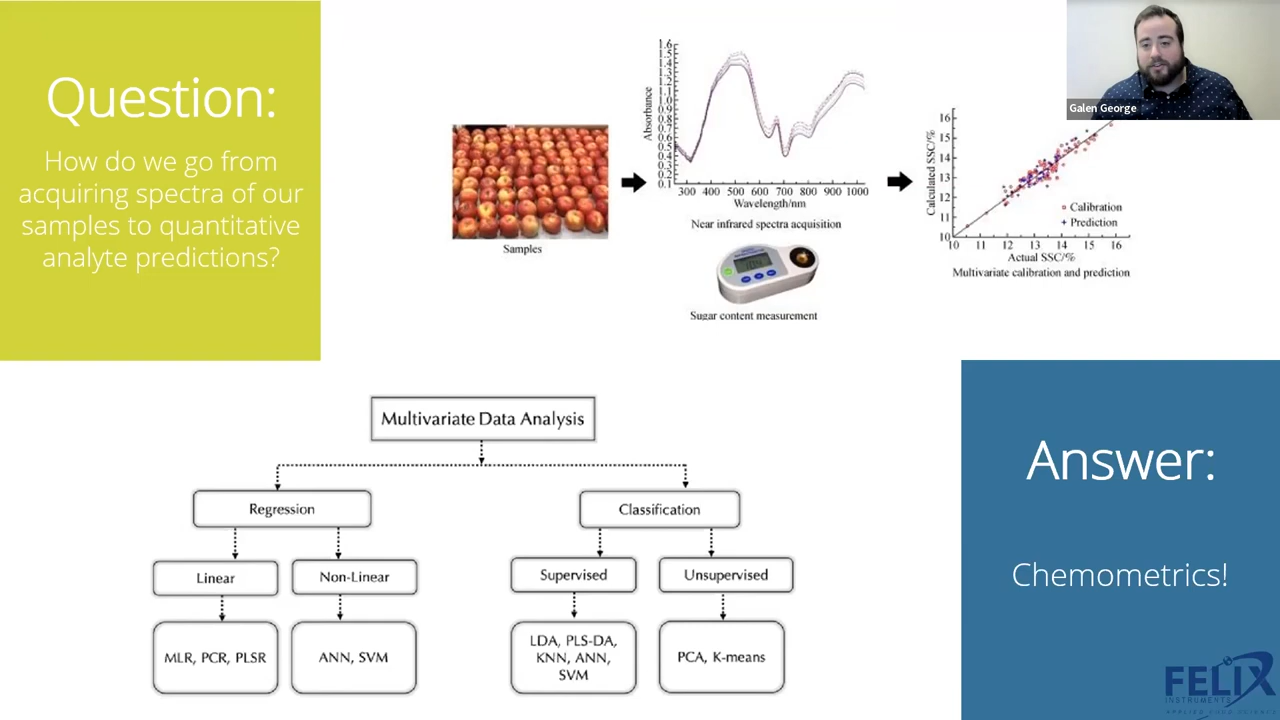 Question:
How do we go from
acquiring spectra of our
samples to quantitative
analyte predictions?
Samples
Absorbance
1.6
1.5
1.4
1.3
1.2
1.1
1.0
0.9
0.8
0.7
0.6
0.5
0.4
0.3
0.2
0.1
300 400 500 600 700 800 900 1000
Wavelength/nm
Near infrared spectra acquisition
Sugar content measurement
Galen George
Calculated SSC/%
16
15
14
13
12
11
10
10 11 12 13 14 15 16
Calibration
Prediction
Actual SSC/%
Multivariate calibration and prediction
Multivariate Data Analysis
Regression
Classification
Linear
Non-Linear
Supervised
Unsupervised
MLR, PCR, PLSR
ANN, SVM
LDA, PLS-DA,
KNN, ANN,
SVM
PCA, K-means
Answer:
Chemometrics!
FELIX
INSTRUMENTS
APPLIED FOOD SCIENCE